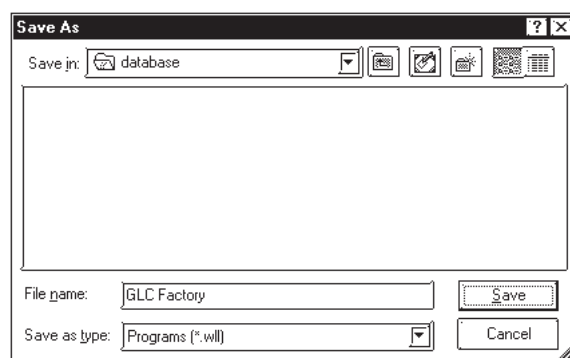 Save As
Save in: database
File name: GLC Factory Save
Save as type: Programs (*.wll) Cancel